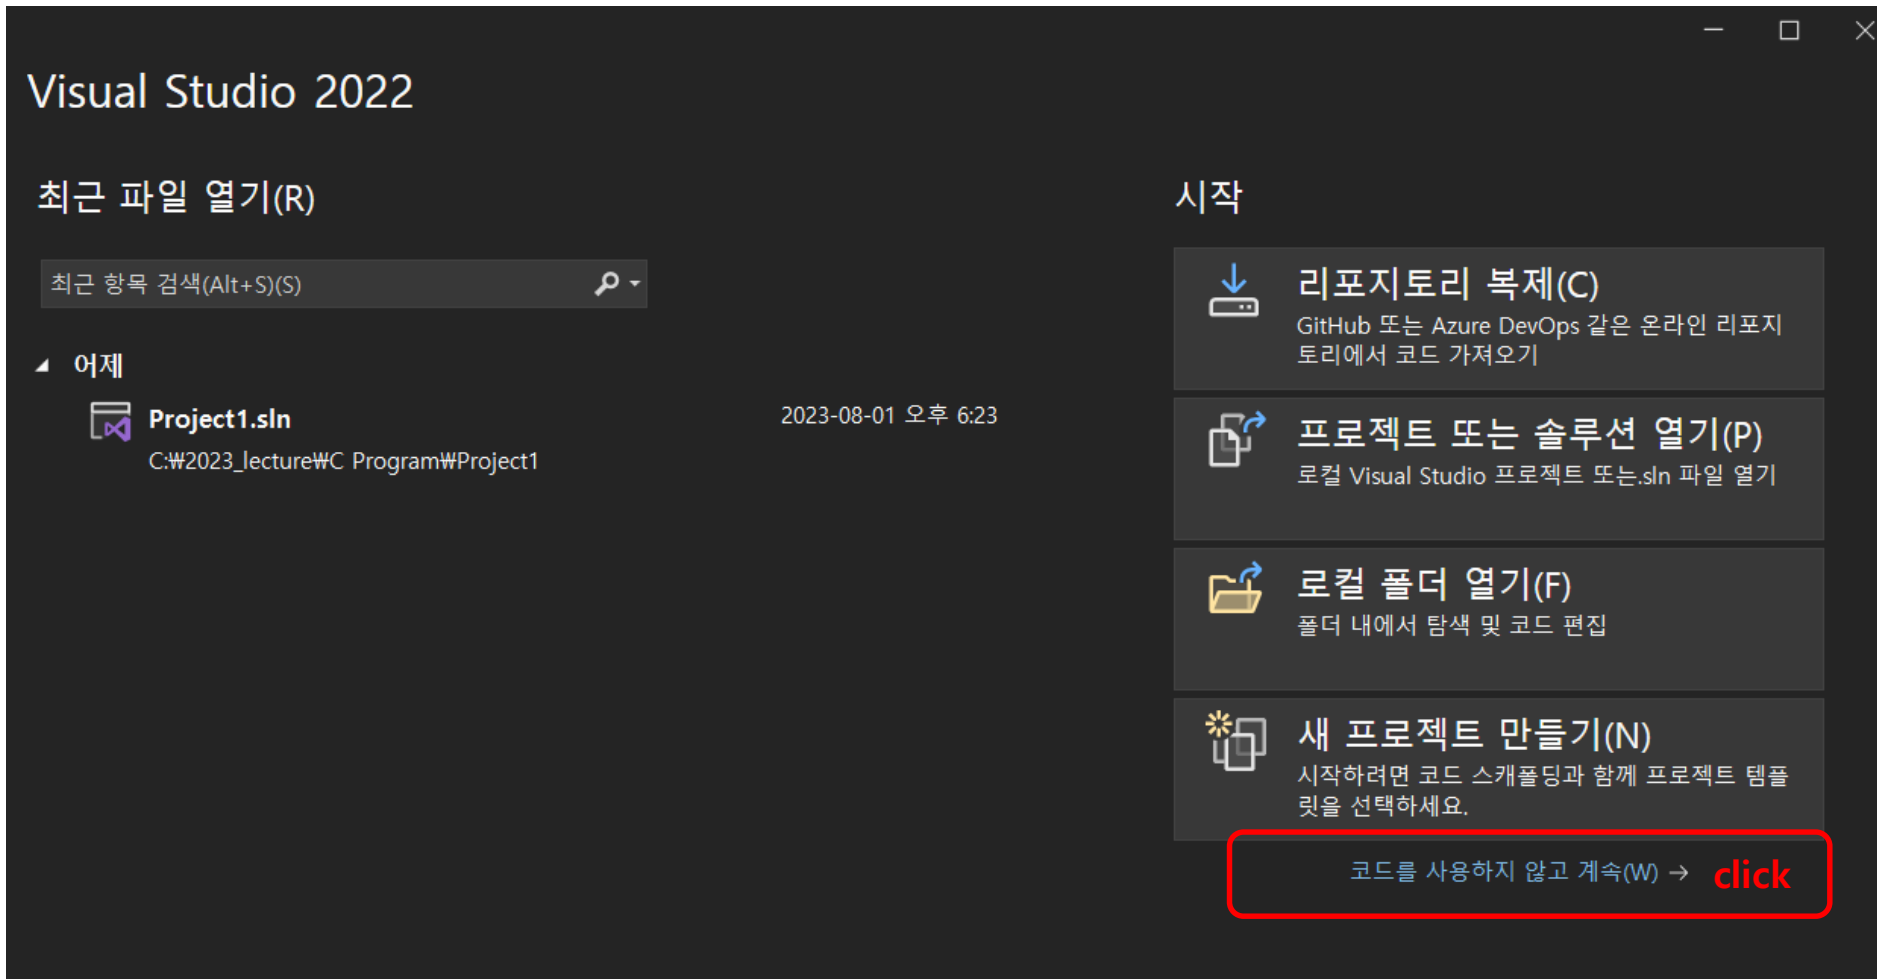 Visual Studio 2022
최근 파일 열기(R)
최근 항목 검색(Alt+S)(S)
어제
Project1.sln
2023-08-01 오후 6:23
C:₩2023_lecture₩C Program₩Project1
시작
리포지토리 복제(C)
GitHub 또는 Azure DevOps 같은 온라인 리포지
토리에서 코드 가져오기
프로젝트 또는 솔루션 열기(P)
로컬 Visual Studio 프로젝트 또는.sln 파일 열기
로컬 폴더 열기(F)
폴더 내에서 탐색 및 코드 편집
새 프로젝트 만들기(N)
시작하려면 코드 스캐폴딩과 함께 프로젝트 템플
릿을 선택하세요.
코드를 사용하지 않고 계속(W) → click